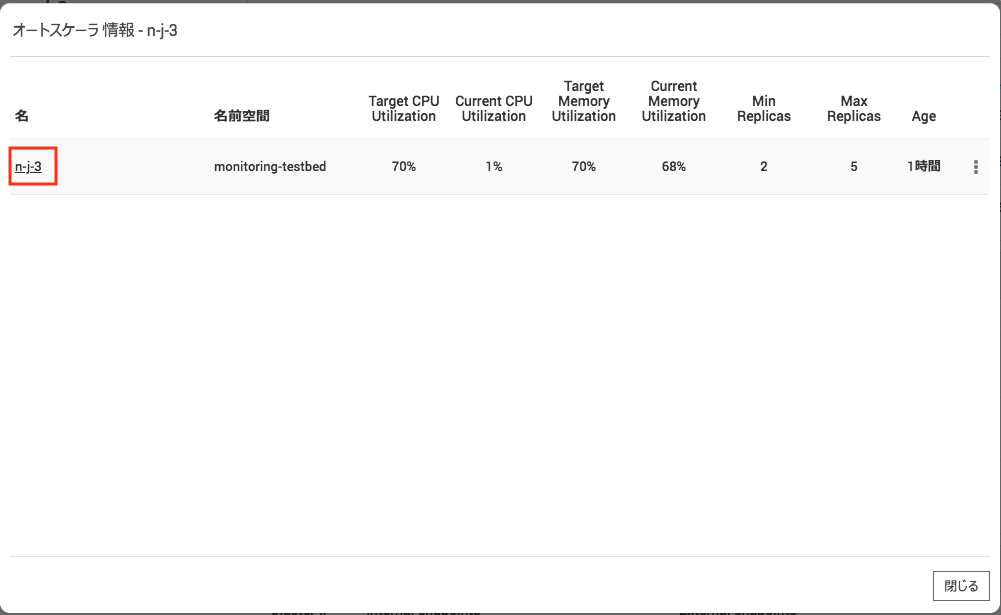 オートスケーラ 情報 - n-j-3
名
名前空間
Target CPU
Utilization
Current CPU
Utilization
Target
Memory
Utilization
Current
Memory
Utilization
Min
Replicas
Max
Replicas
Age
n-j-3
monitoring-testbed
70%
1%
70%
68%
2
5
1時間
閉じる